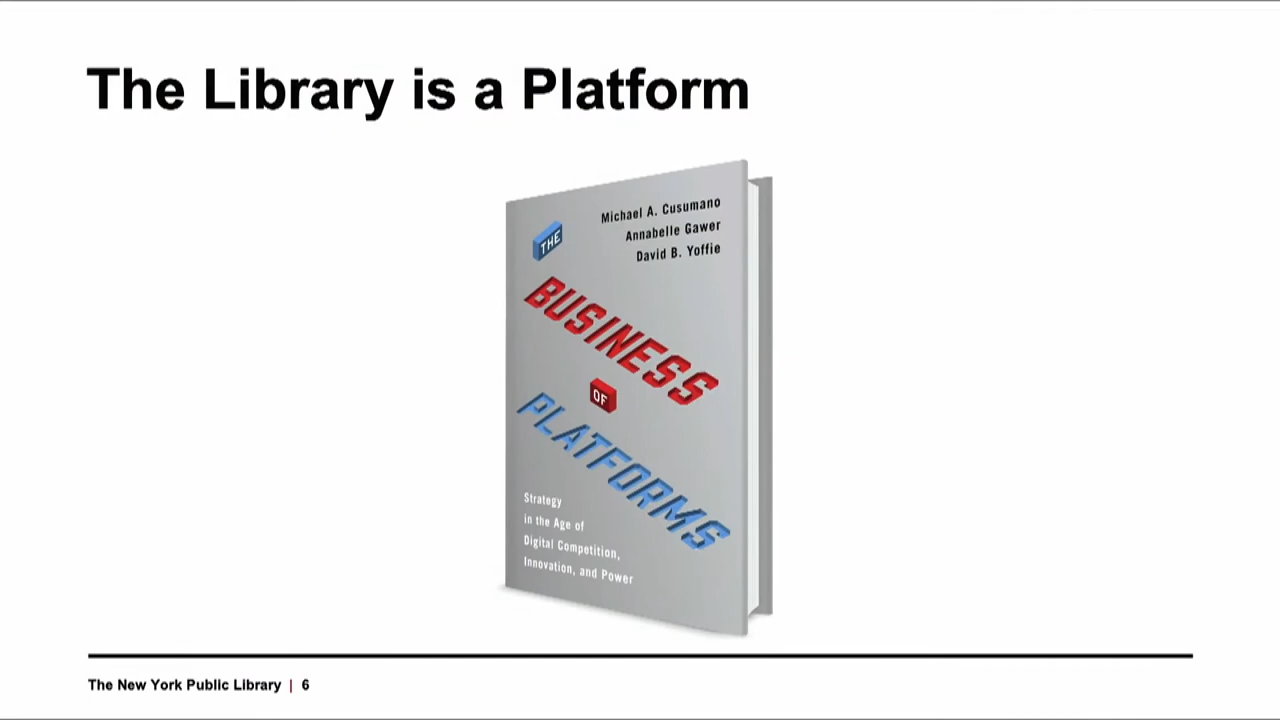 The Library is a Platform
Michael A. Cusumano
Annabelle Gawer
David B. Yoffie
THE
BUSINESS
OF
PLATFORMS
Strategy
in the Age of
Digital Competition,
Innovation, and Power
The New York Public Library | 6